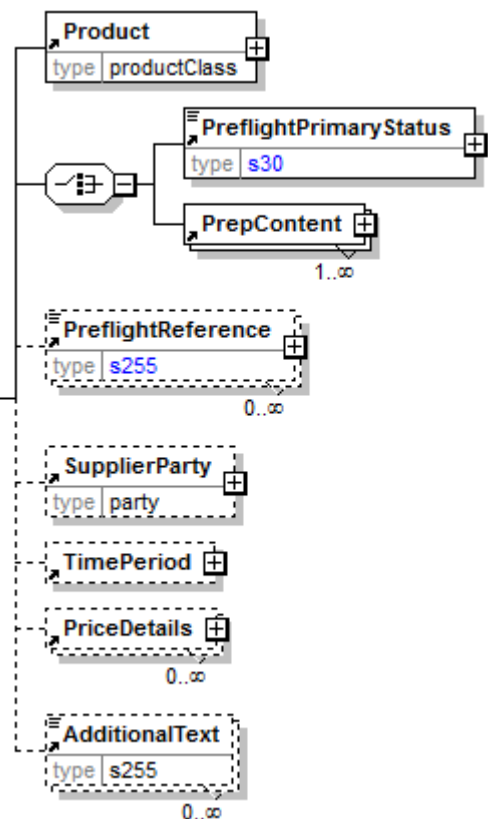 Product
type productClass
PreflightPrimaryStatus
type s30
PrepContent
1..∞
PreflightReference
type s255
0..∞
SupplierParty
type party
TimePeriod
PriceDetails
0..∞
AdditionalText
type s255
0..∞